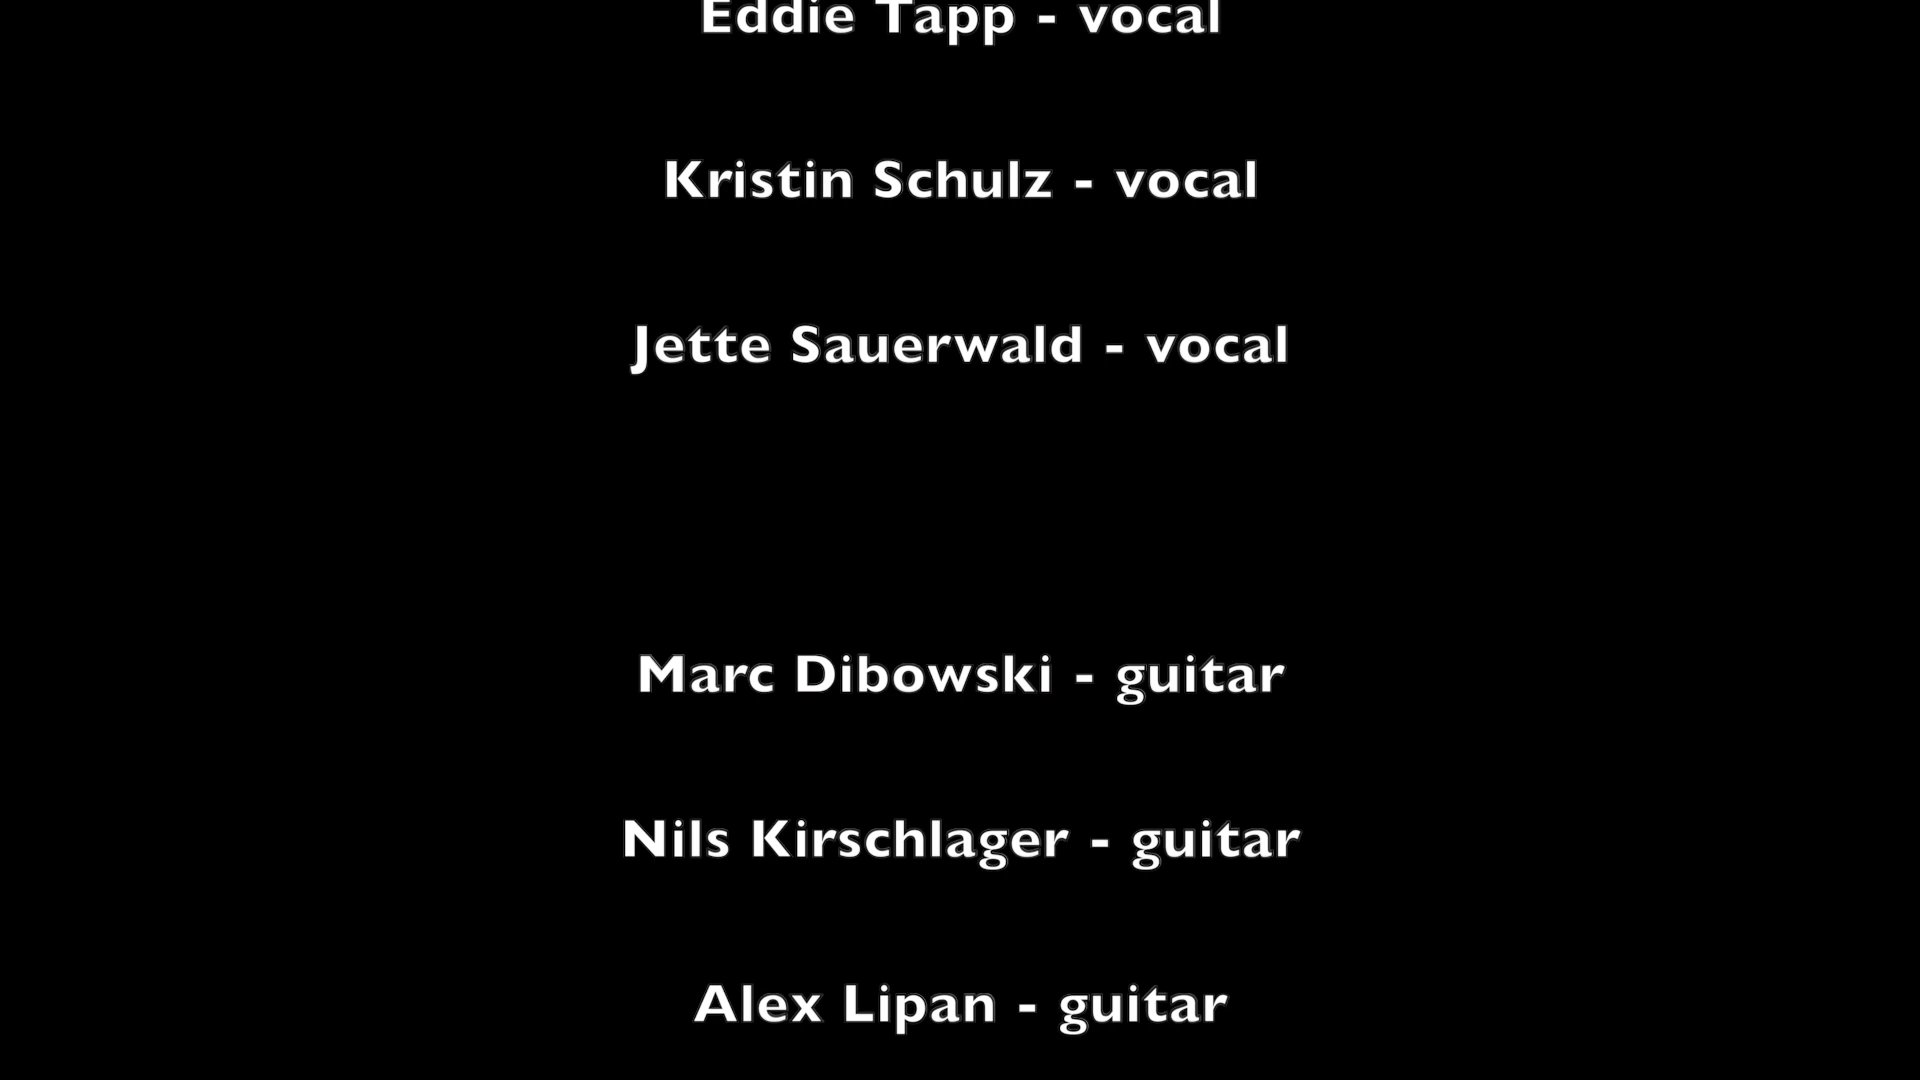 Eddie Tapp - vocal
Kristin Schulz - vocal
Jette Sauerwald - vocal
Marc Dibowski - guitar
Nils Kirschlager - guitar
Alex Lipan - guitar